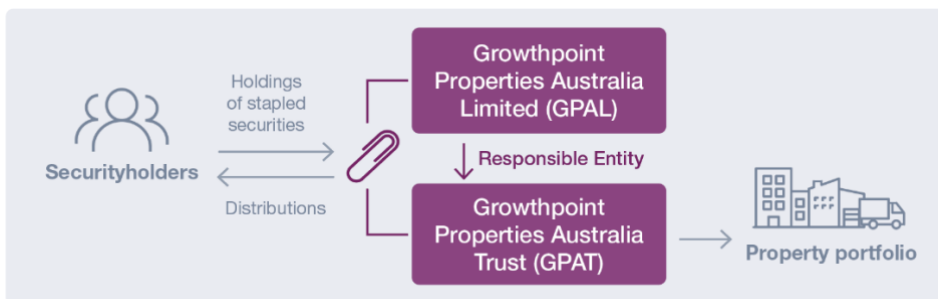 Holdings
of stapled
securities
Securityholders
Distributions
Growthpoint
Properties Australia
Limited (GPAL)
Responsible Entity
Growthpoint
Properties Australia
Trust (GPAT)
Property portfolio